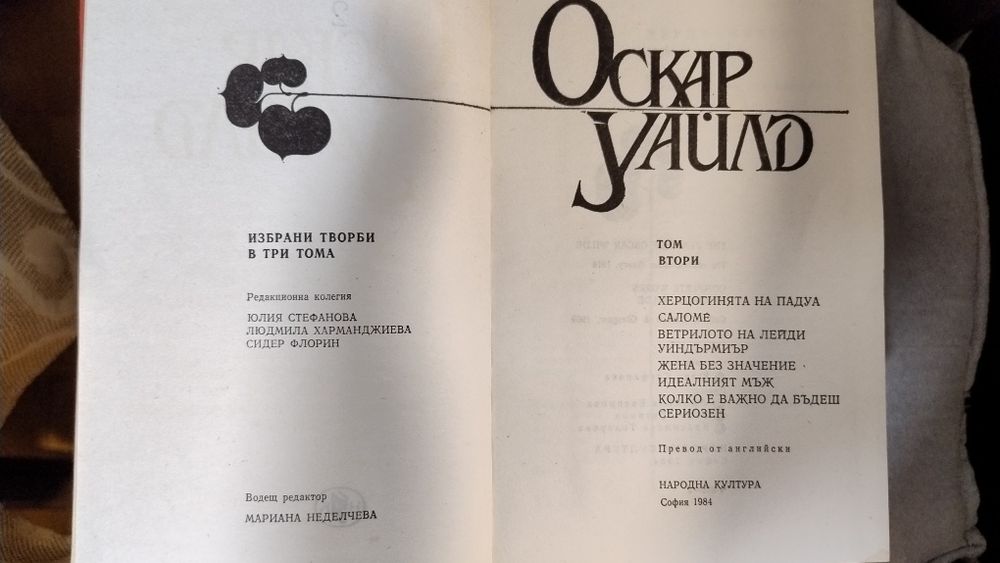 ИЗБРАНИ ТВОРБИ
В ТРИ ТОМА
Редакционна колегия
ЮЛИЯ СТЕФАНОВА
ЛЮДМИЛА ХАРМАНДЖИЕВА
СИДЕР ФЛОРИН
Водещ редактор
МАРИАНА НЕДЕЛЧЕВА
ОСКАР
УАЙЛД
ТОМ
ВТОРИ
ХЕРЦОГИНЯТА НА ПАДУА
САЛОМЕ
ВЕТРИЛОТО НА ЛЕЙДИ
УИНДЪРМИЪР
ЖЕНА БЕЗ ЗНАЧЕНИЕ
ИДЕАЛНИЯТ МЪЖ
КОЛКО Е ВАЖНО ДА БЪДЕШ
СЕРИОЗЕН
Превод от английски
НАРОДНА КУЛТУРА
София 1984